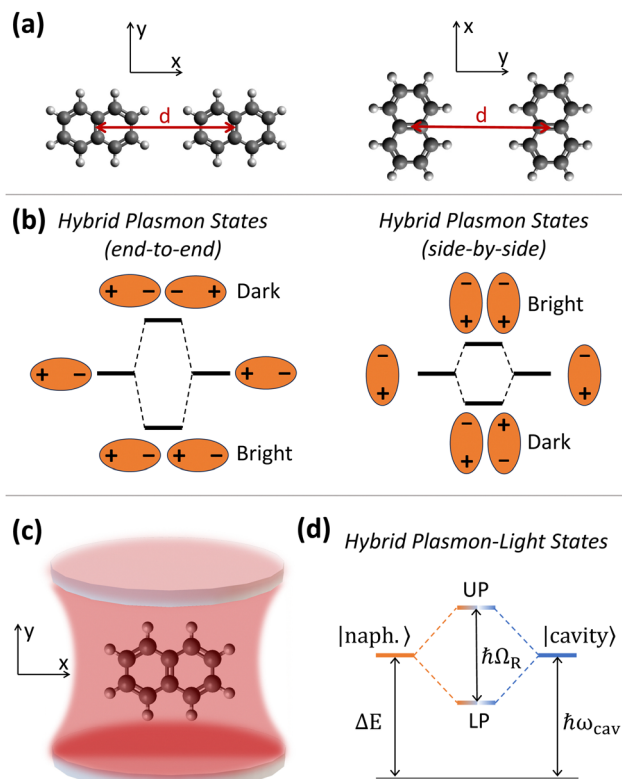 (a)
y
x
d
x
y
d
(b)
Hybrid Plasmon States
(end-to-end)
+ − − +
Dark
+ −
+ −
+ − + −
Bright
Hybrid Plasmon States
(side-by-side)
− −
+ +
Bright
−
+
−
+
− +
+ −
Dark
(c)
y
x
(d)
Hybrid Plasmon-Light States
UP
|naph.⟩
|cavity⟩
ℏΩR
LP
ΔE
ℏωcav